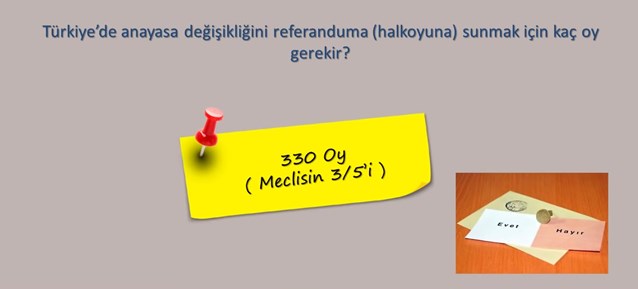 Türkiye’de anayasa değişikliğini referanduma (halkoyuna) sunmak için kaç oy
gerekir?
330 Oy
( Meclisin 3/5’i )
Evet
Hayır